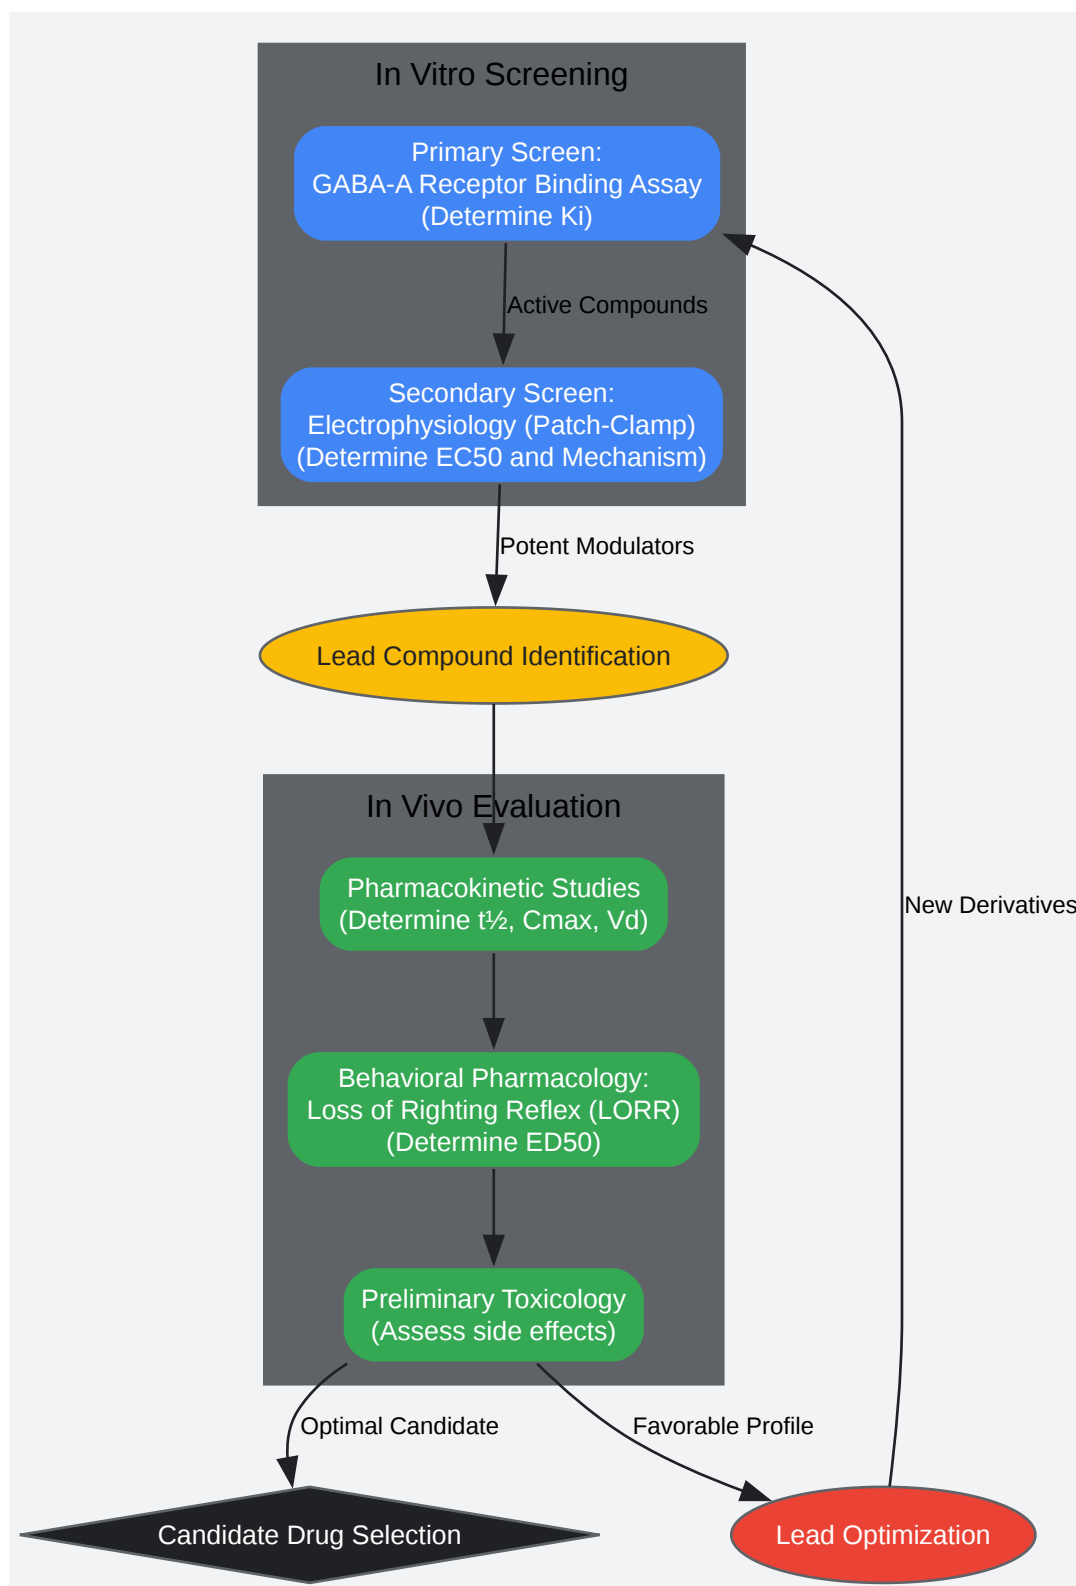 In Vitro Screening
Primary Screen:
GABA-A Receptor Binding Assay
(Determine Ki)
Active Compounds
Secondary Screen:
Electrophysiology (Patch-Clamp)
(Determine EC50 and Mechanism)
Potent Modulators
Lead Compound Identification
In Vivo Evaluation
Pharmacokinetic Studies
(Determine t½, Cmax, Vd)
New Derivatives
Behavioral Pharmacology:
Loss of Righting Reflex (LORR)
(Determine ED50)
Preliminary Toxicology
(Assess side effects)
Optimal Candidate
Favorable Profile
Candidate Drug Selection
Lead Optimization